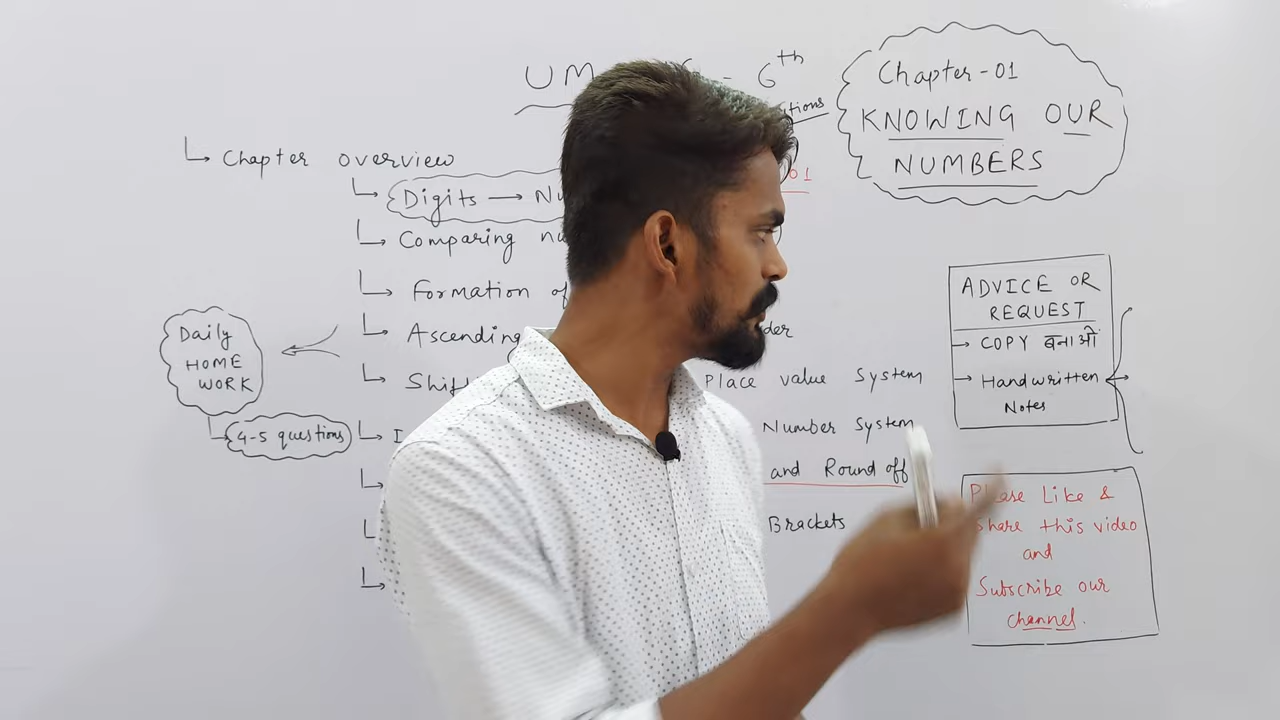 UM
- 6th
Chapter-01
KNOWING OUR
NUMBERS
Chapter overview
Digits → Nu
01
Comparing nu
Formation of
Ascending
Shif
Place value System
Number System
and Round off
Brackets
Daily
HOME
WORK
4-5 questions
ADVICE OR
REQUEST
→ COPY बनाओ
→ Handwritten
Notes
Please Like &
Share this video
and
Subscribe our
channel.